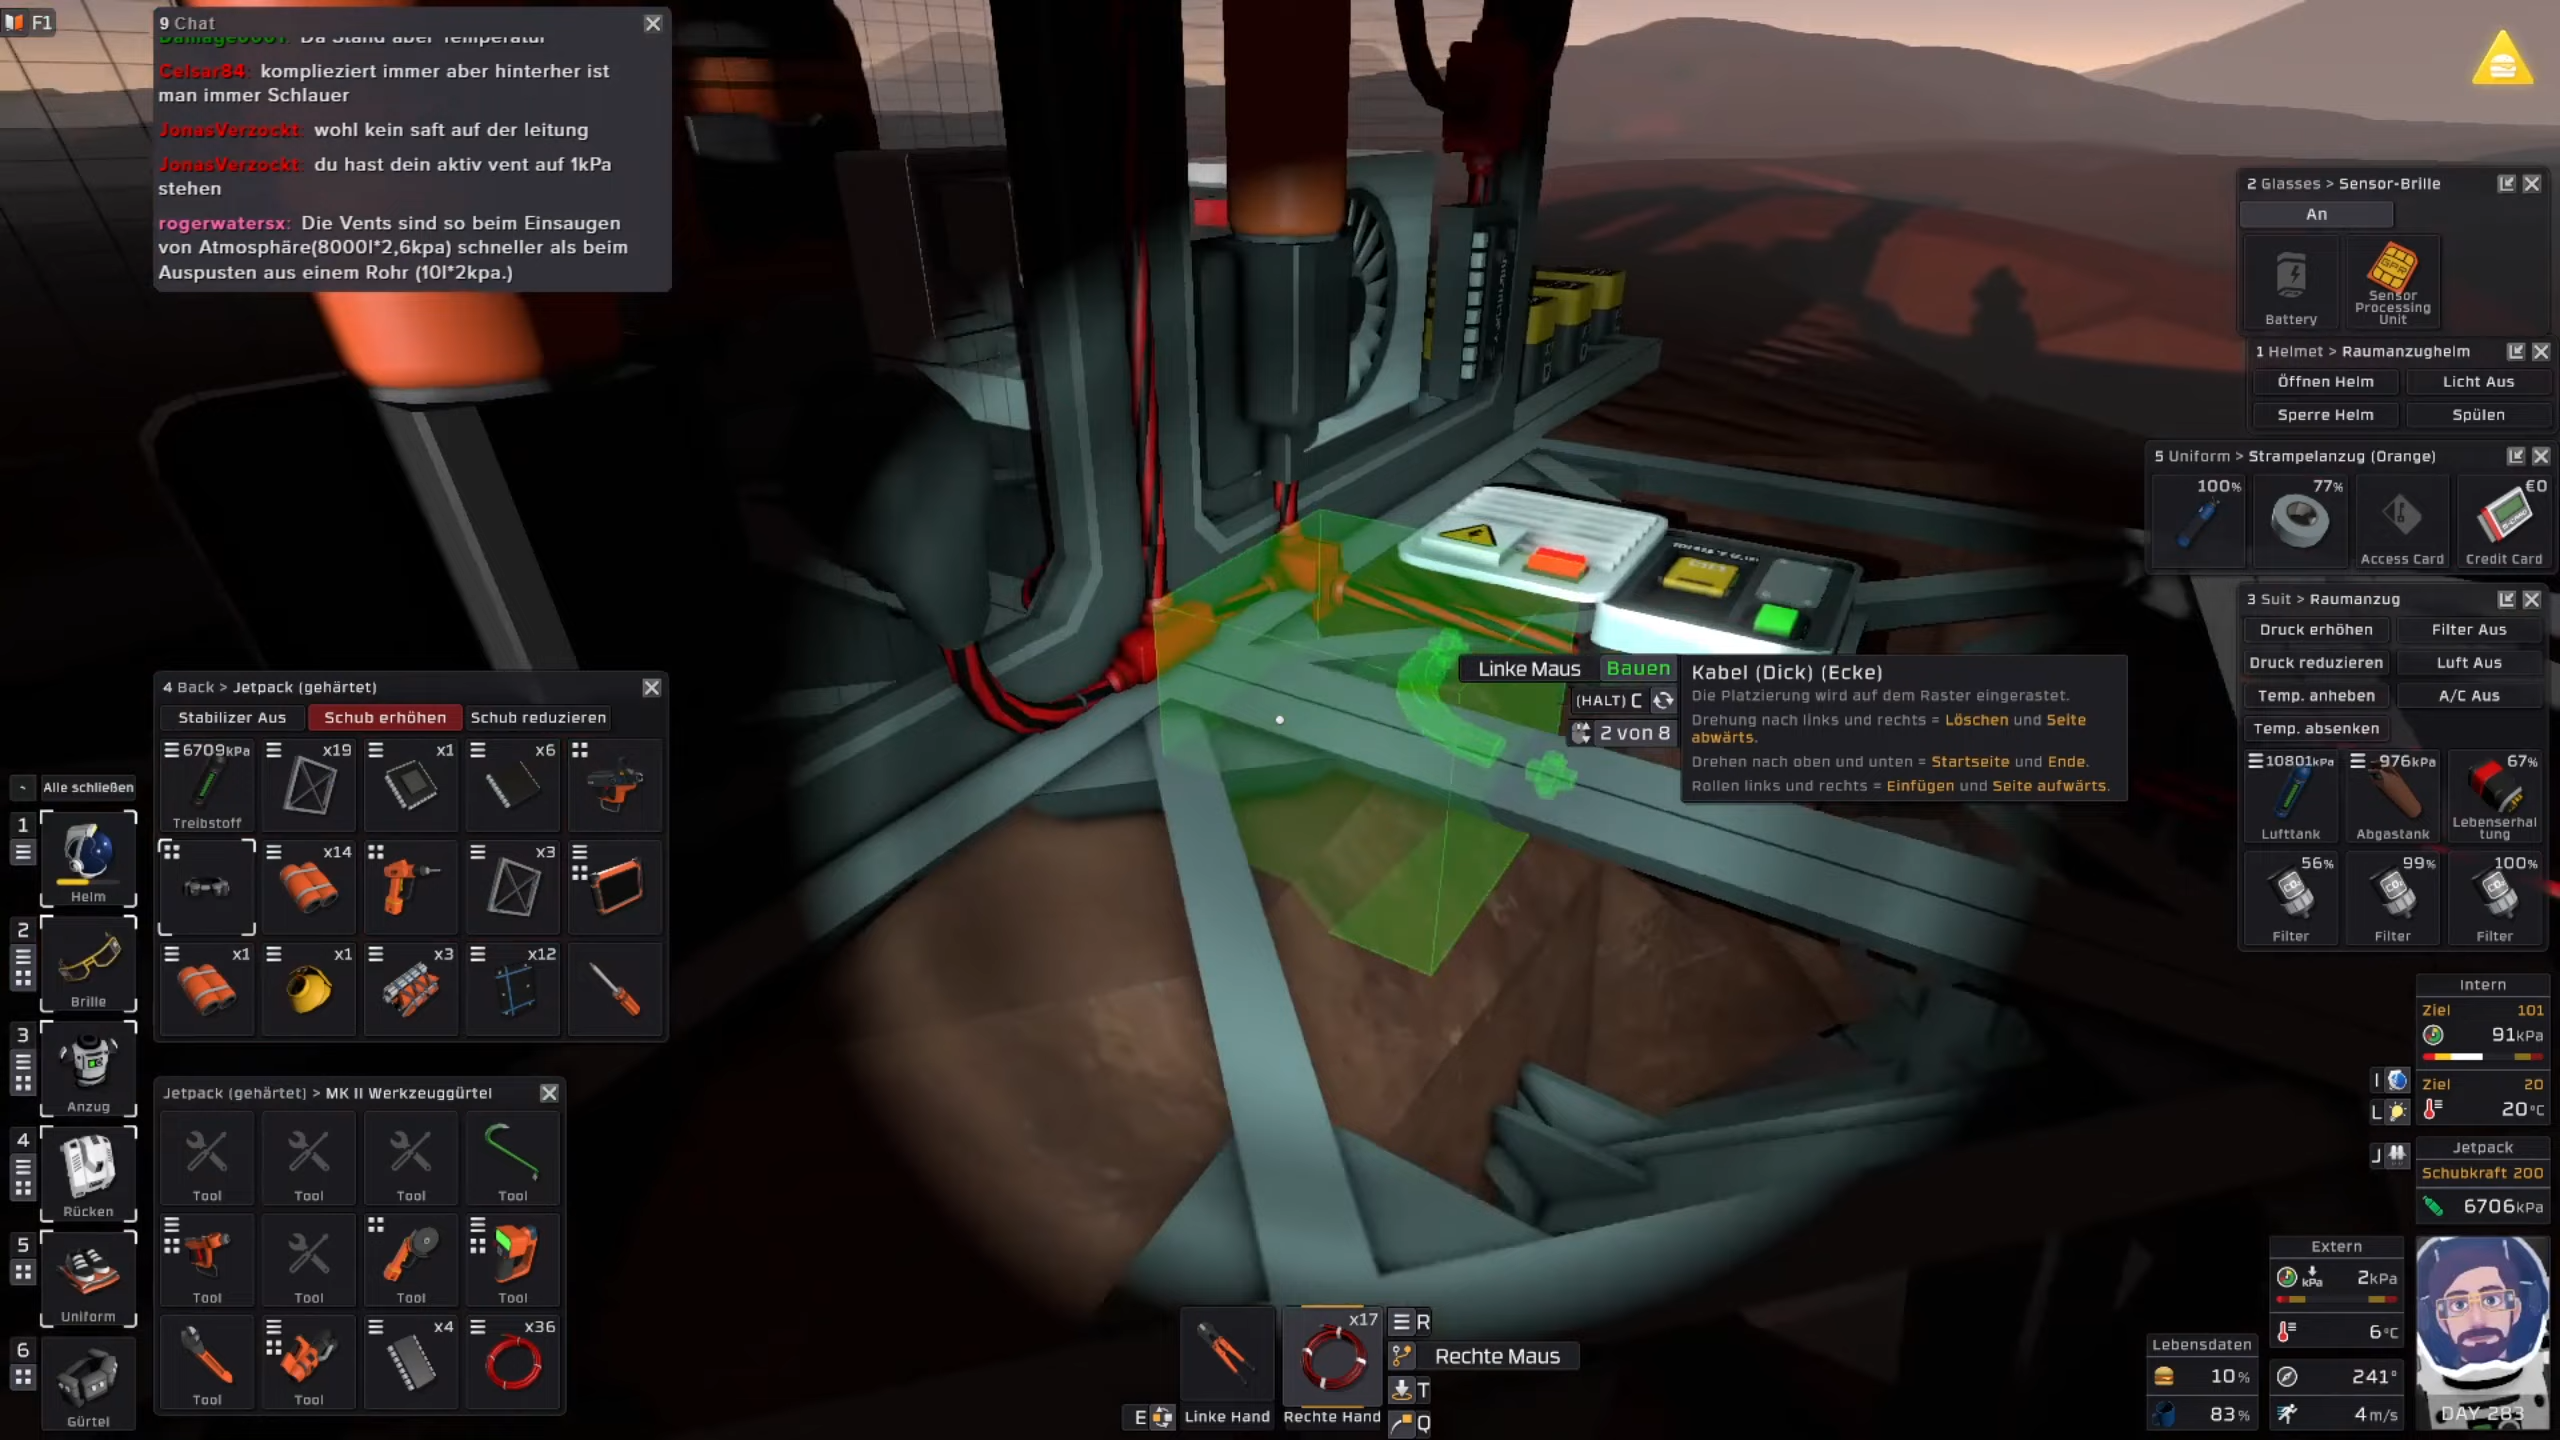 F1
9 Chat
Damage0001: Da Stand aber Temperatur
Celsar84: komplieziert immer aber hinterher ist
man immer Schlauer
JonasVerzockt: wohl kein saft auf der leitung
JonasVerzockt: du hast dein aktiv vent auf 1kPa
stehen
rogerwatersx: Die Vents sind so beim Einsaugen
von Atmosphäre(8000l*2,6kpa) schneller als beim
Auspusten aus einem Rohr (10l*2kpa.)
2 Glasses > Sensor-Brille
An
Battery
Sensor
Processing
Unit
1 Helmet > Raumanzughelm
Öffnen Helm
Licht Aus
Sperre Helm
Spülen
5 Uniform > Strampelanzug (Orange)
100%
77%
€0
Access Card
Credit Card
3 Suit > Raumanzug
Druck erhöhen
Filter Aus
Druck reduzieren
Luft Aus
Temp. anheben
A/C Aus
Temp. absenken
10801kPa
976kPa
67%
Lufttank
Abgastank
Lebenserhal
tung
56%
99%
100%
Filter
Filter
Filter
Linke Maus
Bauen
(HALT) C
2 von 8
Kabel (Dick) (Ecke)
Die Platzierung wird auf dem Raster eingerastet.
Drehung nach links und rechts = Löschen und Seite
abwärts.
Drehen nach oben und unten = Startseite und Ende.
Rollen links und rechts = Einfügen und Seite aufwärts.
4 Back > Jetpack (gehärtet)
Stabilizer Aus
Schub erhöhen
Schub reduzieren
6709kPa
x19
x1
x6
Treibstoff
x14
x3
x1
x1
x3
x12
~
Alle schließen
1
Helm
2
Brille
3
Anzug
4
Rücken
5
Uniform
6
Gürtel
Jetpack (gehärtet) > MK II Werkzeuggürtel
Tool
Tool
Tool
Tool
Tool
Tool
Tool
Tool
x4
x36
Tool
Tool
E
Linke Hand
x17
Rechte Hand
R
Rechte Maus
T
Q
Intern
Ziel 101
91kPa
Ziel 20
20°C
I
L
J
Jetpack
Schubkraft 200
6706kPa
Extern
kPa
2kPa
6°C
241°
4m/s
Lebensdaten
10%
83%
DAY 283